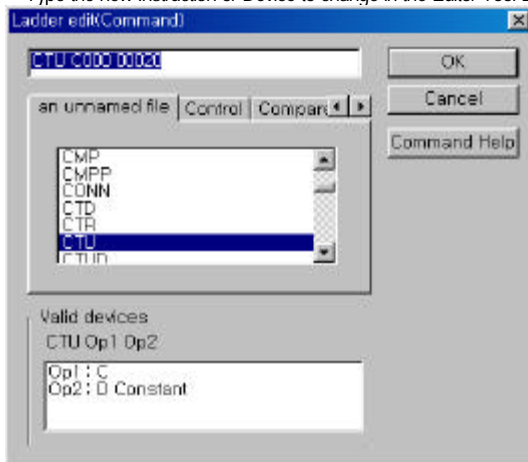 Type the new Instruction or Device to change in the Editor Tool
Ladder edit(Command)
CTU C000 00020
OK
Cancel
Command Help
an unnamed file Control Compare
CMP
CMPP
CONN
CTD
CTR
CTU
CTUD
Valid devices
CTU Op1 Op2
Op1 : C
Op2 : D Constant